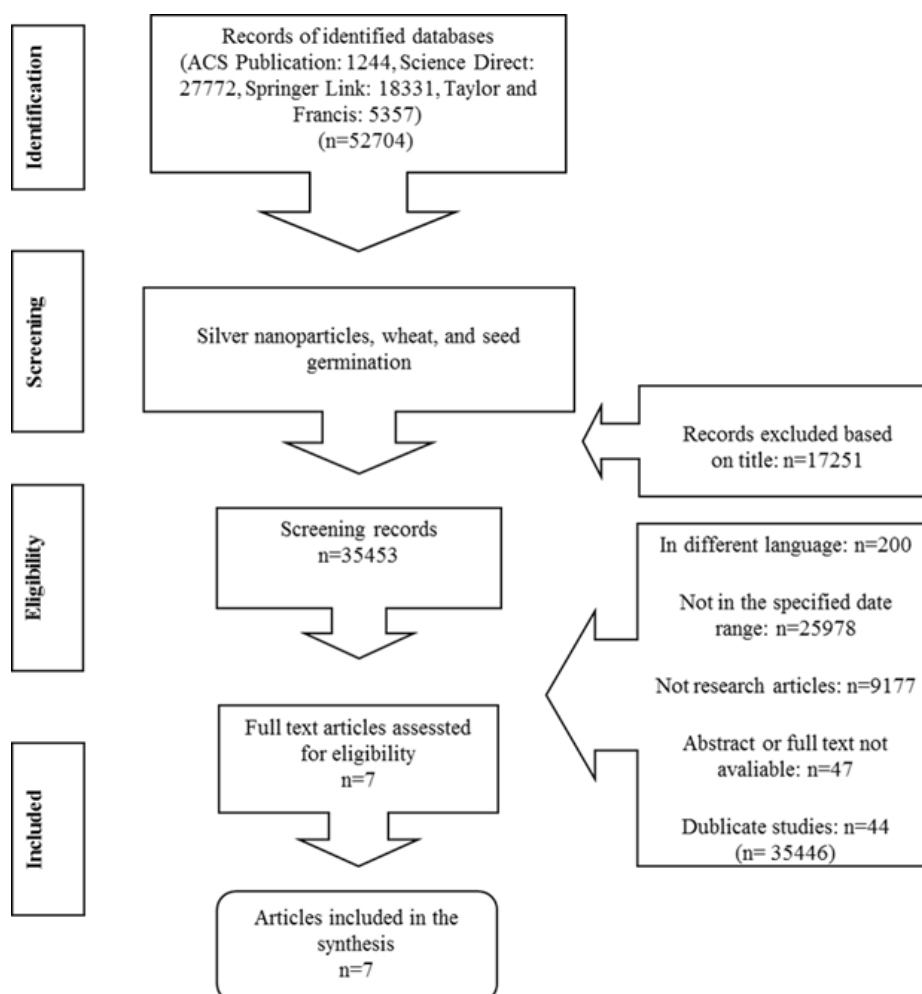 Identification
Records of identified databases
(ACS Publication: 1244, Science Direct:
27772, Springer Link: 18331, Taylor and
Francis: 5357)
(n=52704)
Screening
Silver nanoparticles, wheat, and seed
germination
Records excluded based
on title: n=17251
Eligibility
Screening records
n=35453
In different language: n=200
Not in the specified date
range: n=25978
Not research articles: n=9177
Abstract or full text not
avaliable: n=47
Dublicate studies: n=44
(n= 35446)
Full text articles assessted
for eligibility
n=7
Included
Articles included in the
synthesis
n=7